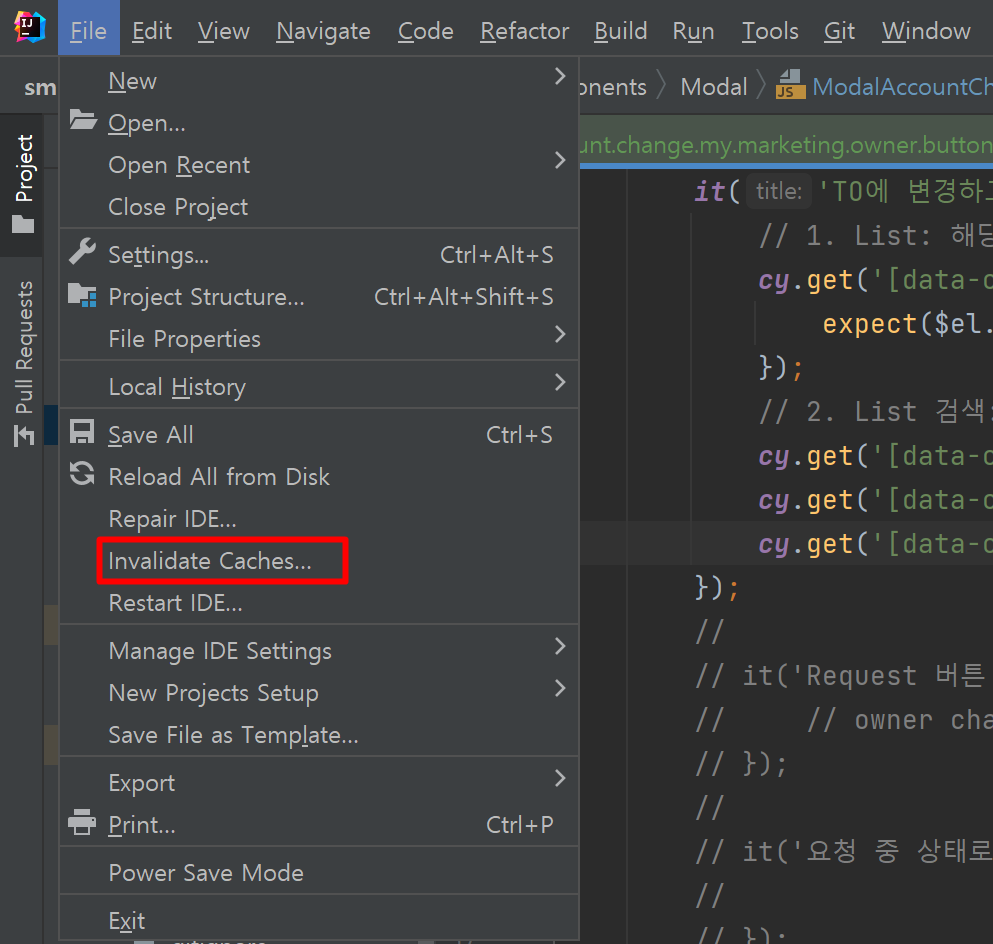 IJ
File Edit View Navigate Code Refactor Build Run Tools Git Window
sm
Modal
JS
Project
Pull Requests
New
Open...
Open Recent
Close Project
Settings... Ctrl+Alt+S
Project Structure... Ctrl+Alt+Shift+S
File Properties
Local History
Save All Ctrl+S
Reload All from Disk
Repair IDE...
Invalidate Caches...
Restart IDE...
Manage IDE Settings
New Projects Setup
Save File as Template...
Export
Print... Ctrl+P
Power Save Mode
Exit
unt.change.my.marketing.owner.button
it( title: 'TO에 변경하고
// 1. List: 해당
cy.get('[data-c
expect($el.
});
// 2. List 검색:
cy.get('[data-c
cy.get('[data-c
cy.get('[data-c
});
//
// it('Request 버튼
// // owner cha
// });
//
// it('요청 중 상태로
//
// });